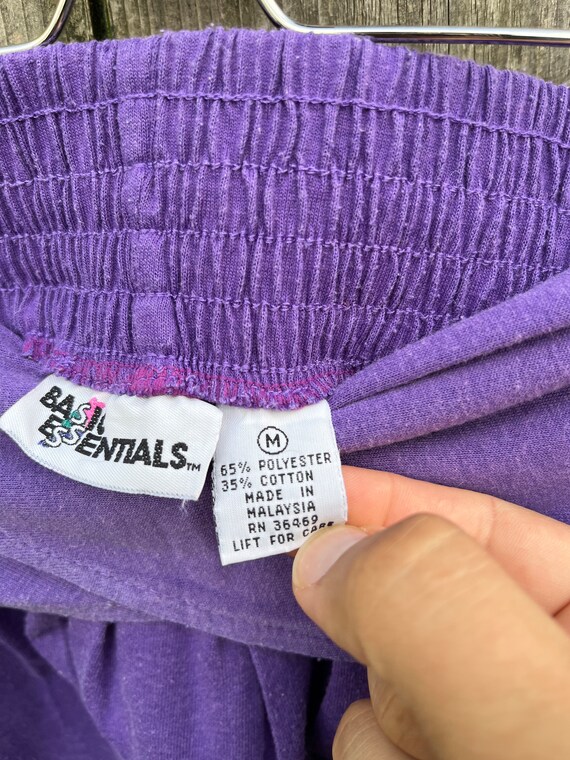 BASIC
ESSENTIALS™
M
65% POLYESTER
35% COTTON
MADE IN
MALAYSIA
RN 36469
LIFT FOR CARE